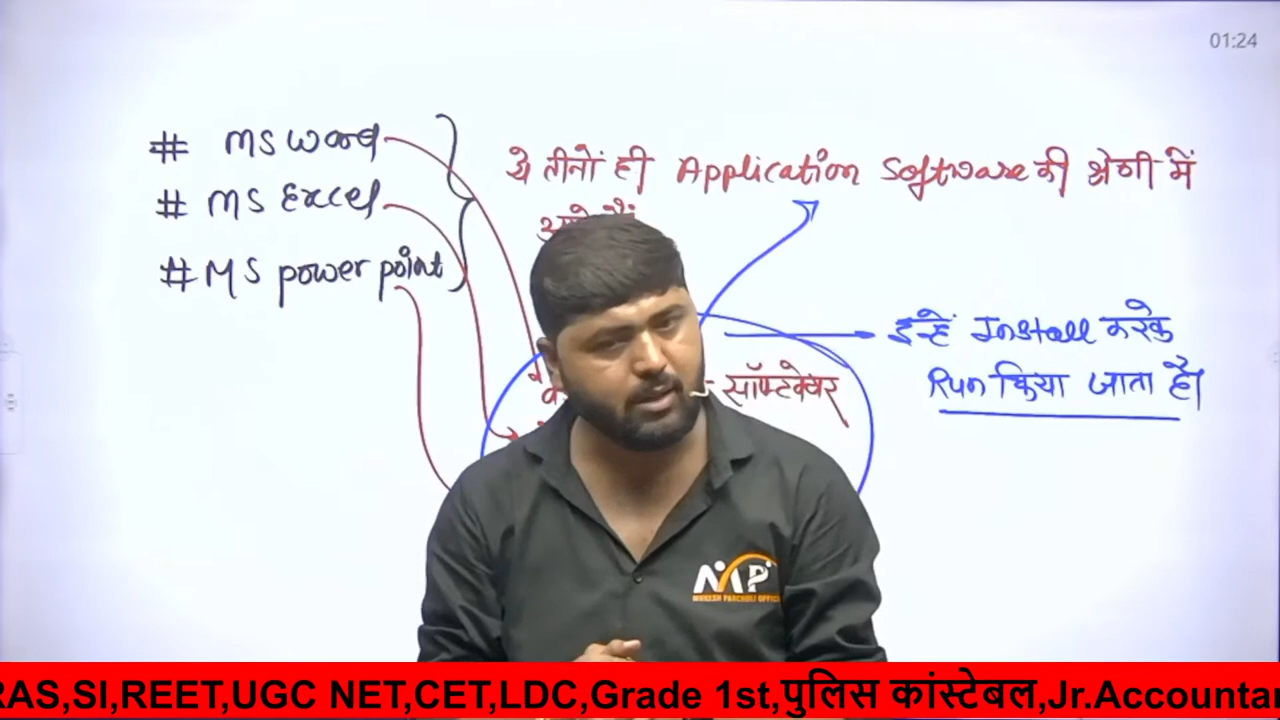 01:24
# MS Word
# MS Excel
# MS power point
ये तीनों ही Application Software की श्रेणी में
इन्हें Install करके
Run किया जाता है।
सॉफ्टवेयर
MP
RAS,SI,REET,UGC NET,CET,LDC,Grade 1st,पुलिस कांस्टेबल,Jr.Accountan